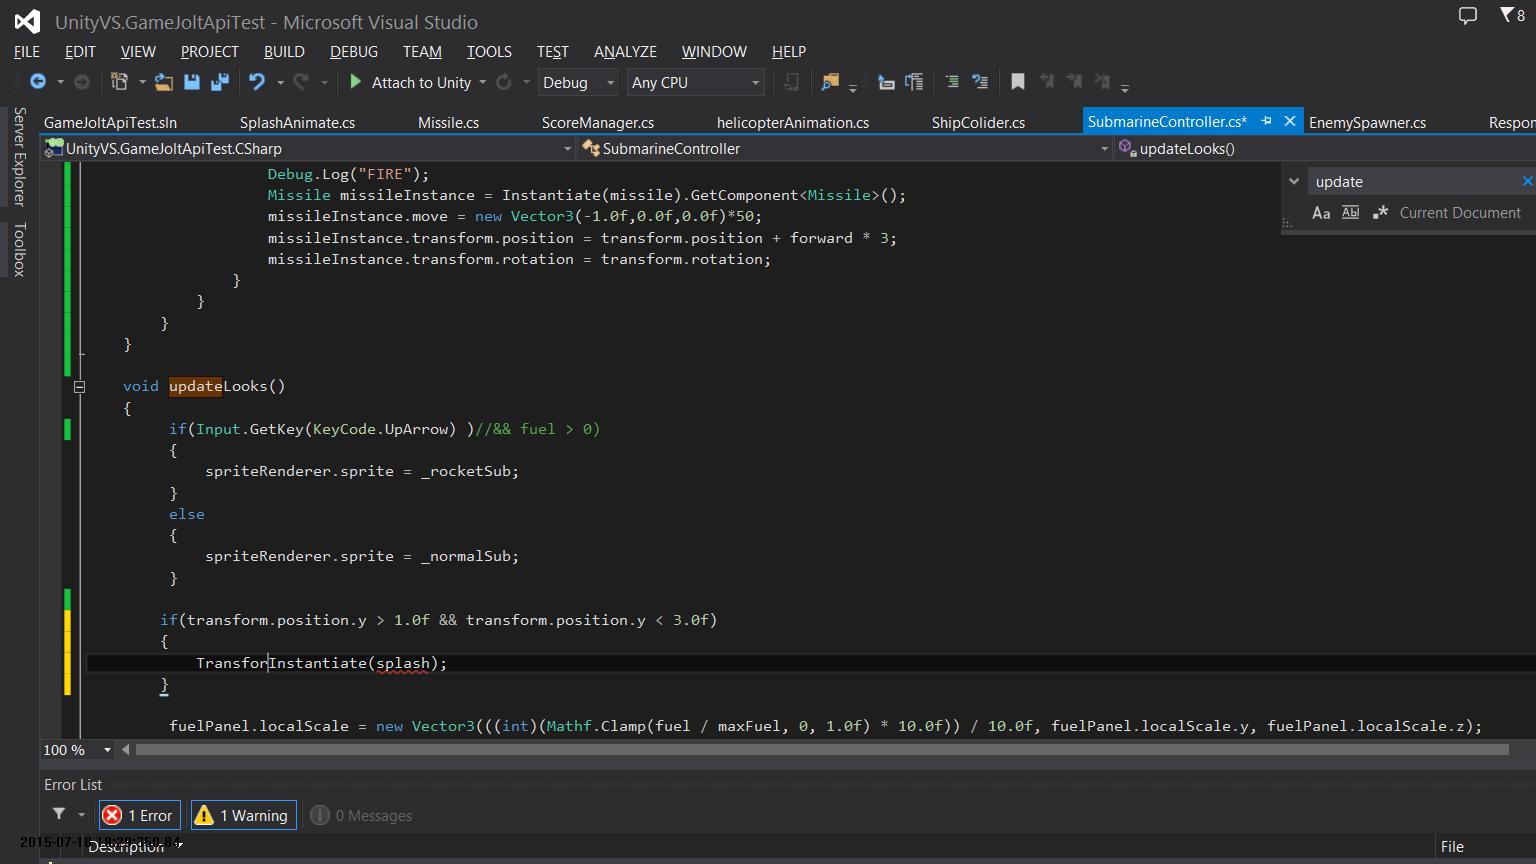 UnityVS.GameJoltApiTest - Microsoft Visual Studio
8
FILE EDIT VIEW PROJECT BUILD DEBUG TEAM TOOLS TEST ANALYZE WINDOW HELP
Attach to Unity Debug Any CPU
Server Explorer
Toolbox
GameJoltApiTest.sln SplashAnimate.cs Missile.cs ScoreManager.cs helicopterAnimation.cs ShipColider.cs SubmarineController.cs* EnemySpawner.cs Respon
UnityVS.GameJoltApiTest.CSharp SubmarineController updateLooks()
update
Aa Abl .* Current Document
Debug.Log("FIRE");
Missile missileInstance = Instantiate(missile).GetComponent<Missile>();
missileInstance.move = new Vector3(-1.0f,0.0f,0.0f)*50;
missileInstance.transform.position = transform.position + forward * 3;
missileInstance.transform.rotation = transform.rotation;
}
}
}
}
void updateLooks()
{
if(Input.GetKey(KeyCode.UpArrow) )//&& fuel > 0)
{
spriteRenderer.sprite = _rocketSub;
}
else
{
spriteRenderer.sprite = _normalSub;
}
if(transform.position.y > 1.0f && transform.position.y < 3.0f)
{
TransforInstantiate(splash);
}
fuelPanel.localScale = new Vector3(((int)(Mathf.Clamp(fuel / maxFuel, 0, 1.0f) * 10.0f)) / 10.0f, fuelPanel.localScale.y, fuelPanel.localScale.z);
100 %
Error List
1 Error 1 Warning 0 Messages
Description File